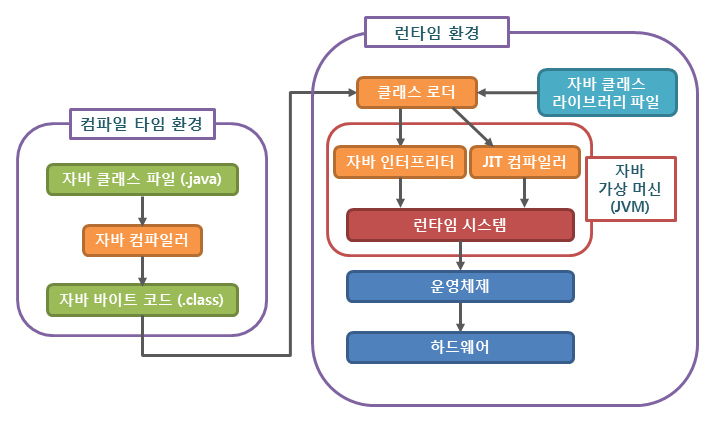 컴파일 타임 환경
자바 클래스 파일 (.java)
자바 컴파일러
자바 바이트 코드 (.class)
런타임 환경
클래스 로더
자바 클래스
라이브러리 파일
자바 인터프리터
JIT 컴파일러
자바
가상 머신
(JVM)
런타임 시스템
운영체제
하드웨어